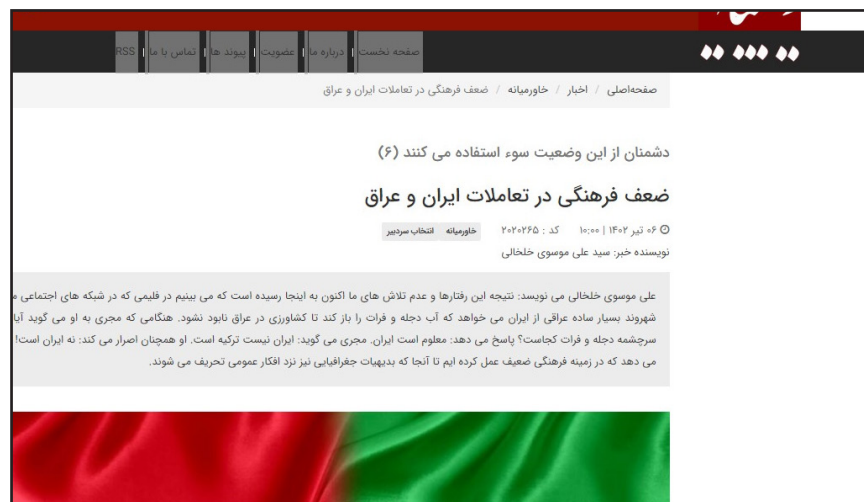 صفحه نخست | درباره ما | عضویت | پیوند ها | تماس با ما | RSS
صفحه‌اصلی / اخبار / خاورمیانه / ضعف فرهنگی در تعاملات ایران و عراق
دشمنان از این وضعیت سوء استفاده می کنند (۶)
ضعف فرهنگی در تعاملات ایران و عراق
۰۶ تیر ۱۴۰۲ | ۱۰:۰۰ کد : ۲۰۲۰۲۶۵ خاورمیانه انتخاب سردبیر
نویسنده خبر: سید علی موسوی خلخالی
علی موسوی خلخالی می نویسد: نتیجه این رفتارها و عدم تلاش های ما اکنون به اینجا رسیده است که می بینیم در فلیمی که در شبکه های اجتماعی
شهروند بسیار ساده عراقی از ایران می خواهد که آب دجله و فرات را باز کند تا کشاورزی در عراق نابود نشود. هنگامی که مجری به او می گوید آیا
سرچشمه دجله و فرات کجاست؟ پاسخ می دهد: معلوم است ایران. مجری می گوید: ایران نیست ترکیه است. او همچنان اصرار می کند: نه ایران است!
می دهد که در زمینه فرهنگی ضعیف عمل کرده ایم تا آنجا که بدیهیات جغرافیایی نیز نزد افکار عمومی تحریف می شوند.